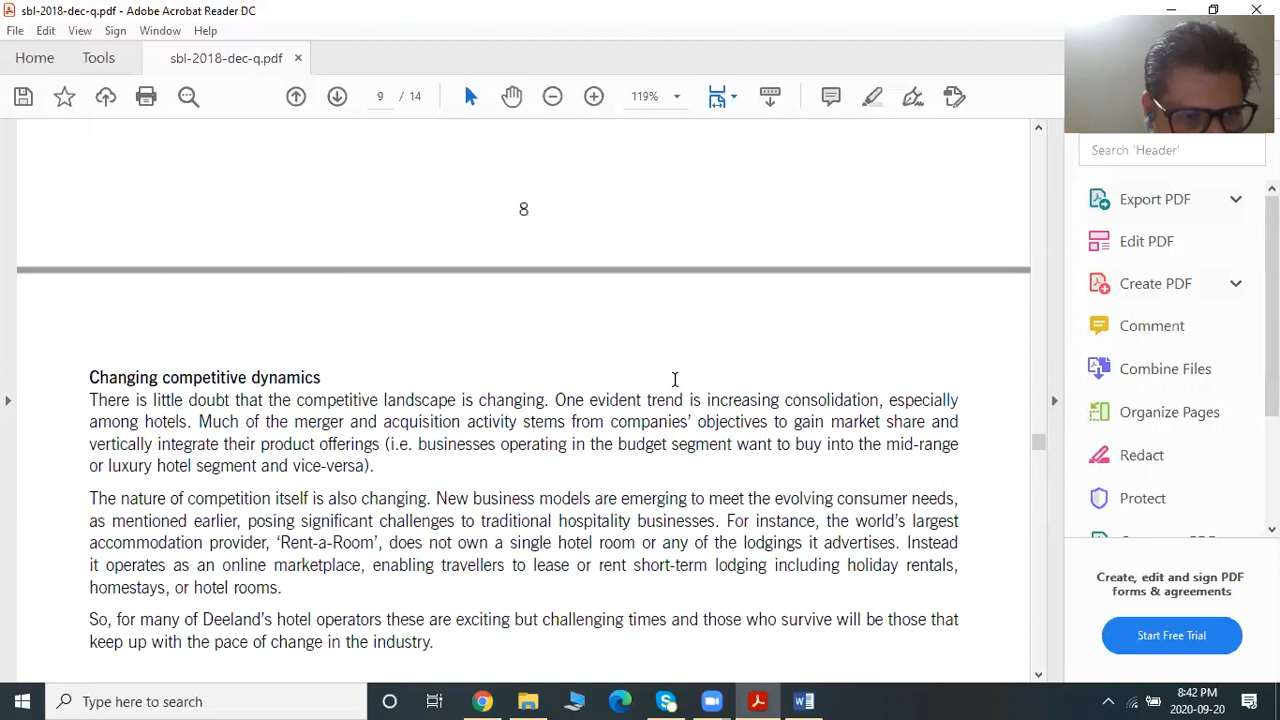 sbl-2018-dec-q.pdf - Adobe Acrobat Reader DC
File Edit View Sign Window Help
Home Tools sbl-2018-dec-q.pdf ×
9 / 14 119%
Search 'Header'
Export PDF
Edit PDF
Create PDF
Comment
Combine Files
Organize Pages
Redact
Protect
Create, edit and sign PDF
forms & agreements
Start Free Trial
8
Changing competitive dynamics
There is little doubt that the competitive landscape is changing. One evident trend is increasing consolidation, especially
among hotels. Much of the merger and acquisition activity stems from companies' objectives to gain market share and
vertically integrate their product offerings (i.e. businesses operating in the budget segment want to buy into the mid-range
or luxury hotel segment and vice-versa).
The nature of competition itself is also changing. New business models are emerging to meet the evolving consumer needs,
as mentioned earlier, posing significant challenges to traditional hospitality businesses. For instance, the world's largest
accommodation provider, 'Rent-a-Room', does not own a single hotel room or any of the lodgings it advertises. Instead
it operates as an online marketplace, enabling travellers to lease or rent short-term lodging including holiday rentals,
homestays, or hotel rooms.
So, for many of Deeland's hotel operators these are exciting but challenging times and those who survive will be those that
keep up with the pace of change in the industry.
Type here to search
8:42 PM
2020-09-20